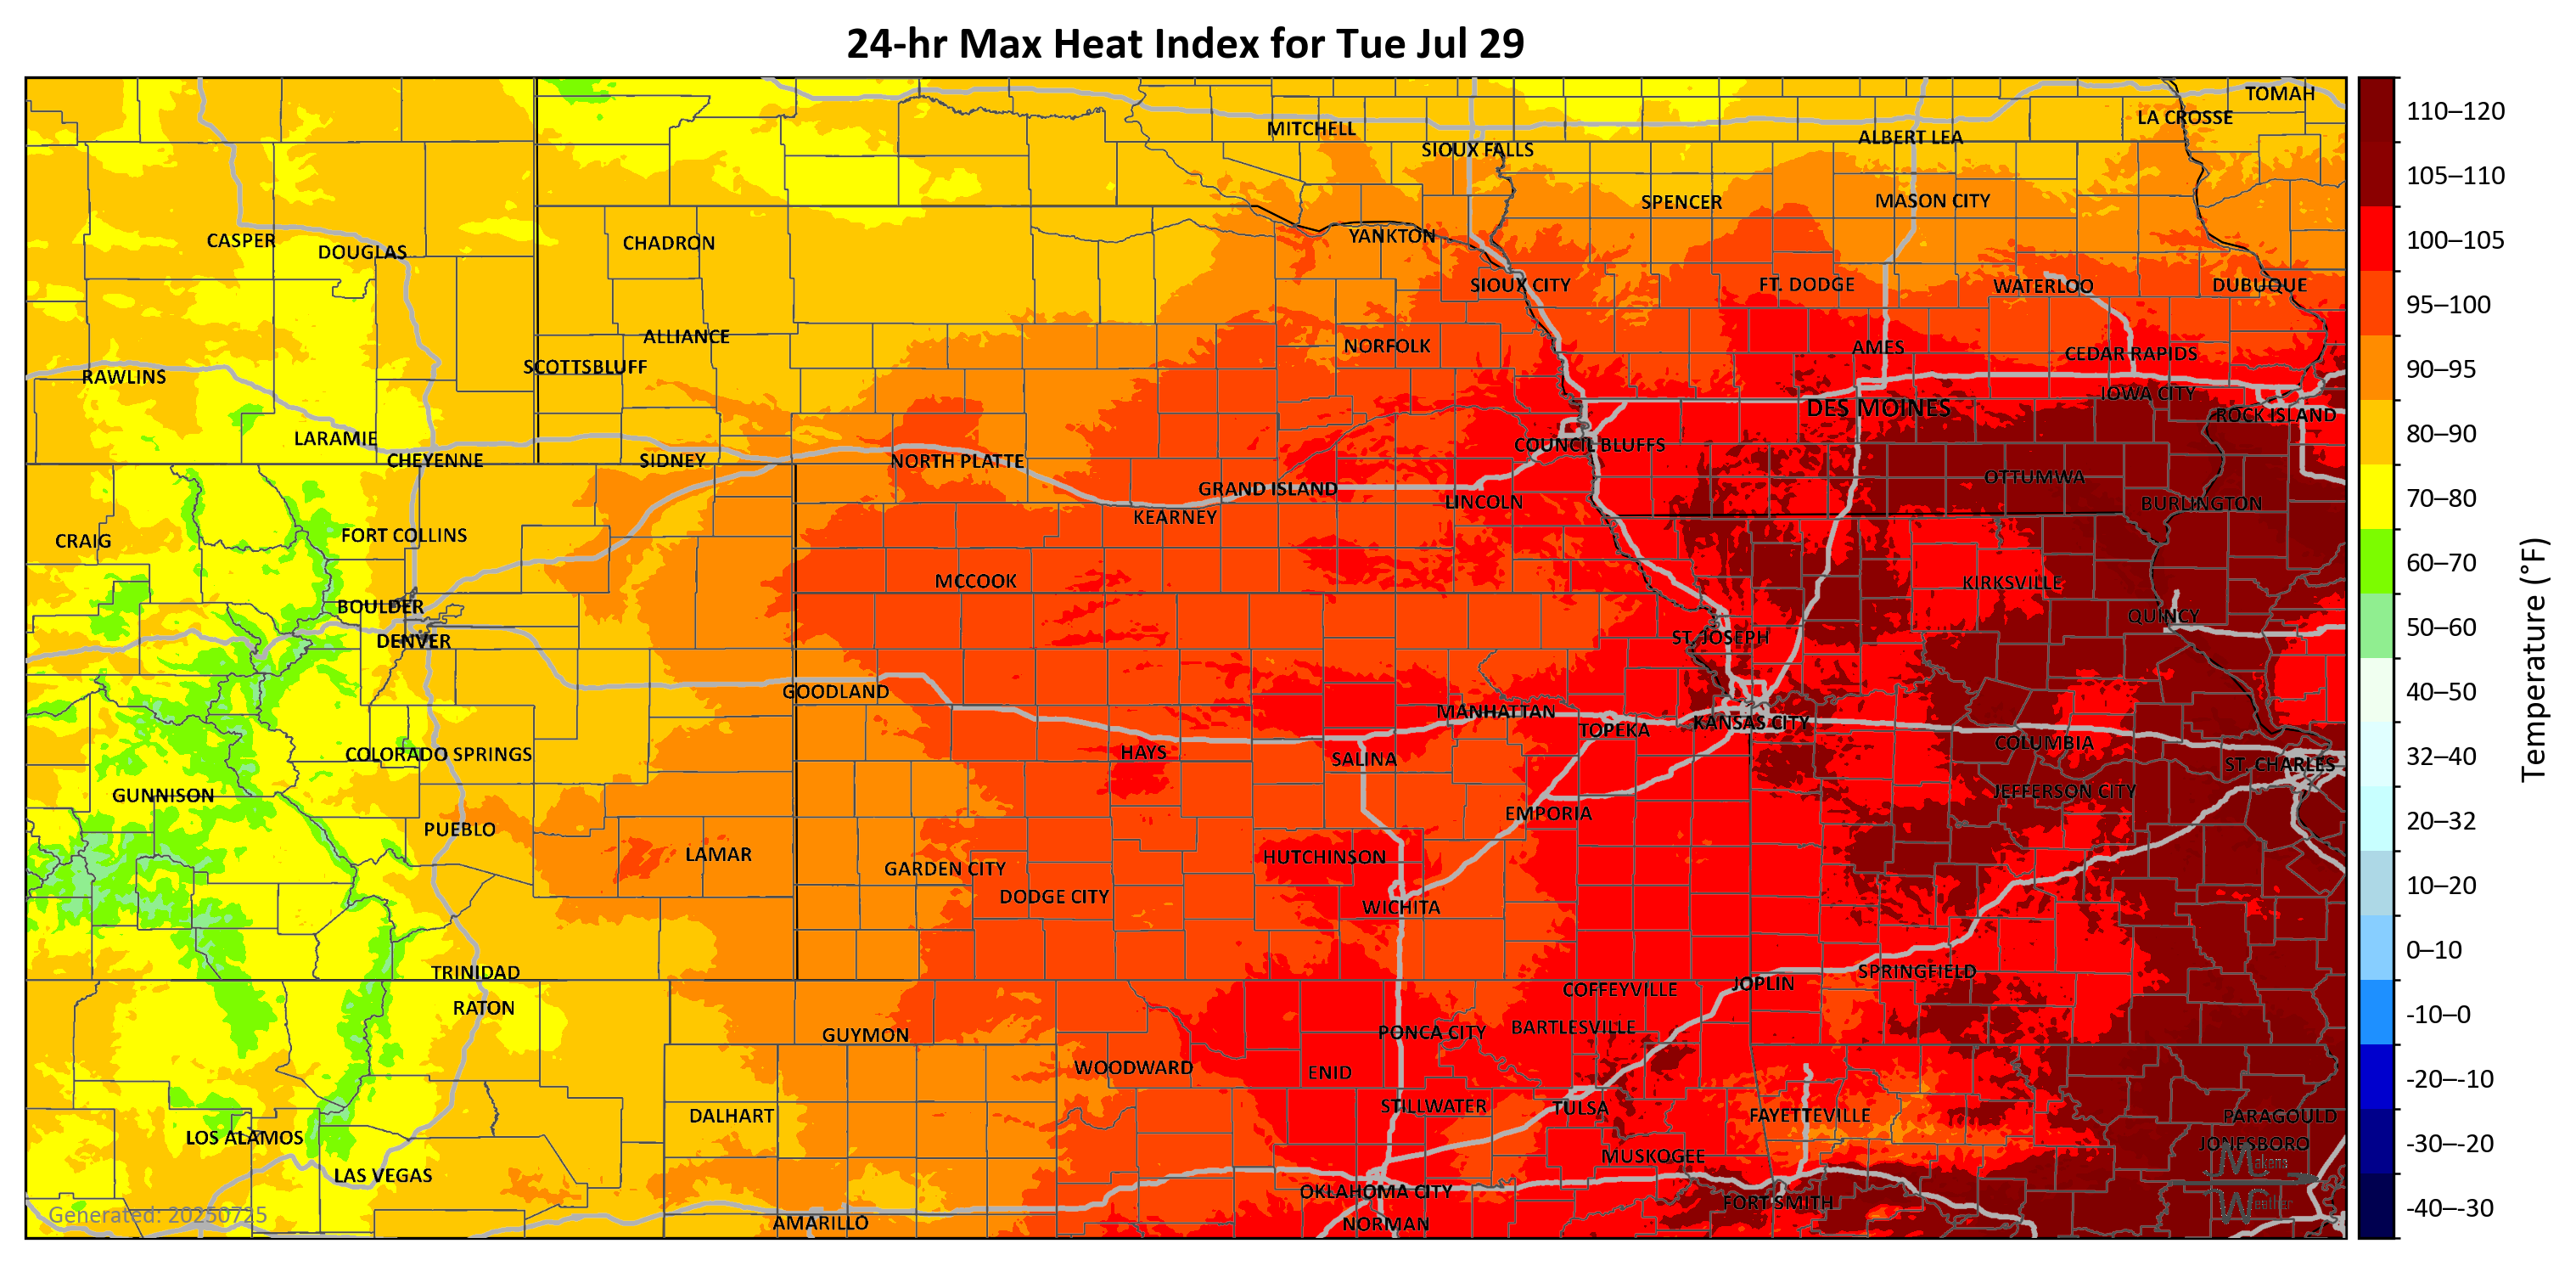 24-hr Max Heat Index for Tue Jul 29
TOMAH
LA CROSSE
MITCHELL
ALBERT LEA
SIOUX FALLS
SPENCER
MASON CITY
YANKTON
CASPER
DOUGLAS
CHADRON
SIOUX CITY
FT. DODGE
WATERLOO
DUBUQUE
ALLIANCE
NORFOLK
AMES
CEDAR RAPIDS
SCOTTSBLUFF
RAWLINS
IOWA CITY
DES MOINES
ROCK ISLAND
LARAMIE
COUNCIL BLUFFS
CHEYENNE
SIDNEY
NORTH PLATTE
OTTUMWA
GRAND ISLAND
LINCOLN
BURLINGTON
KEARNEY
CRAIG
FORT COLLINS
MCCOOK
KIRKSVILLE
BOULDER
QUINCY
DENVER
ST. JOSEPH
GOODLAND
MANHATTAN
KANSAS CITY
TOPEKA
COLUMBIA
COLORADO SPRINGS
HAYS
SALINA
ST. CHARLES
GUNNISON
JEFFERSON CITY
EMPORIA
PUEBLO
LAMAR
HUTCHINSON
GARDEN CITY
DODGE CITY
WICHITA
TRINIDAD
SPRINGFIELD
JOPLIN
COFFEYVILLE
RATON
GUYMON
PONCA CITY
BARTLESVILLE
WOODWARD
ENID
STILLWATER
TULSA
DALHART
FAYETTEVILLE
PARAGOULD
LOS ALAMOS
JONESBORO
MUSKOGEE
LAS VEGAS
OKLAHOMA CITY
FORT SMITH
AMARILLO
NORMAN
Makens
Weather
Generated: 20250725
110–120
105–110
100–105
95–100
90–95
80–90
70–80
60–70
50–60
40–50
32–40
20–32
10–20
0–10
-10–0
-20–-10
-30–-20
-40–-30
Temperature (°F)